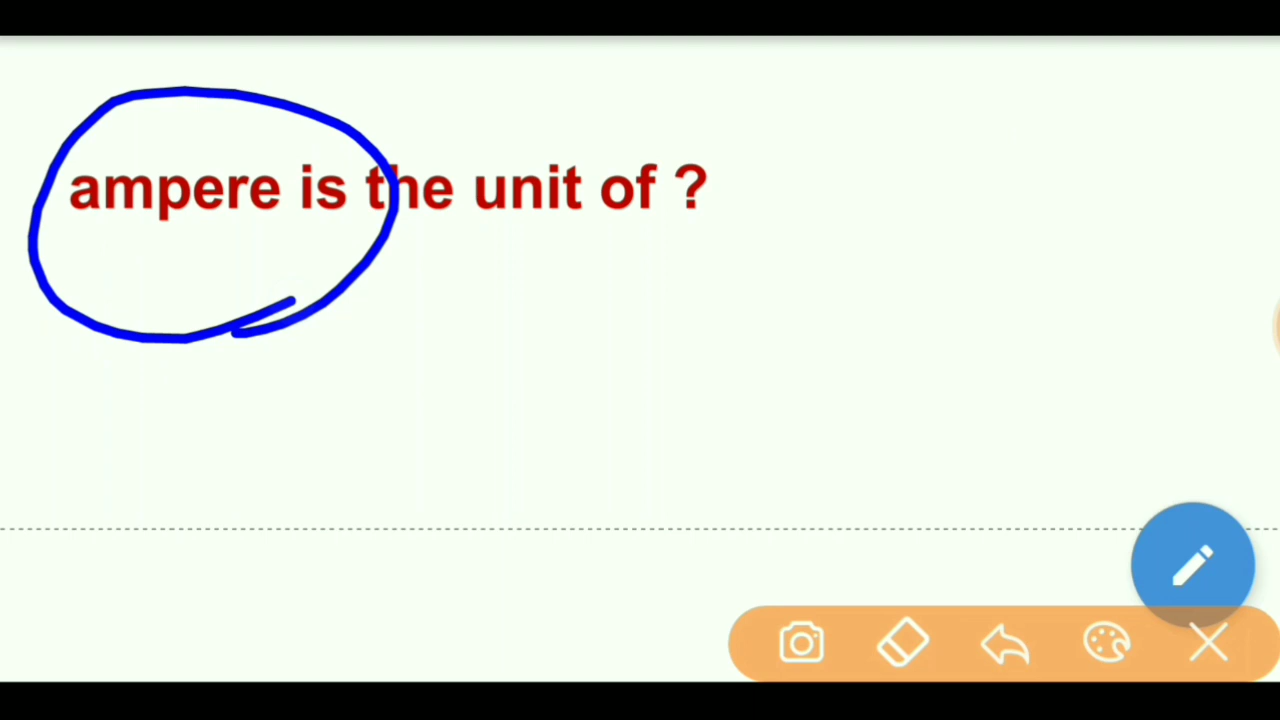 ampere is the unit of ?